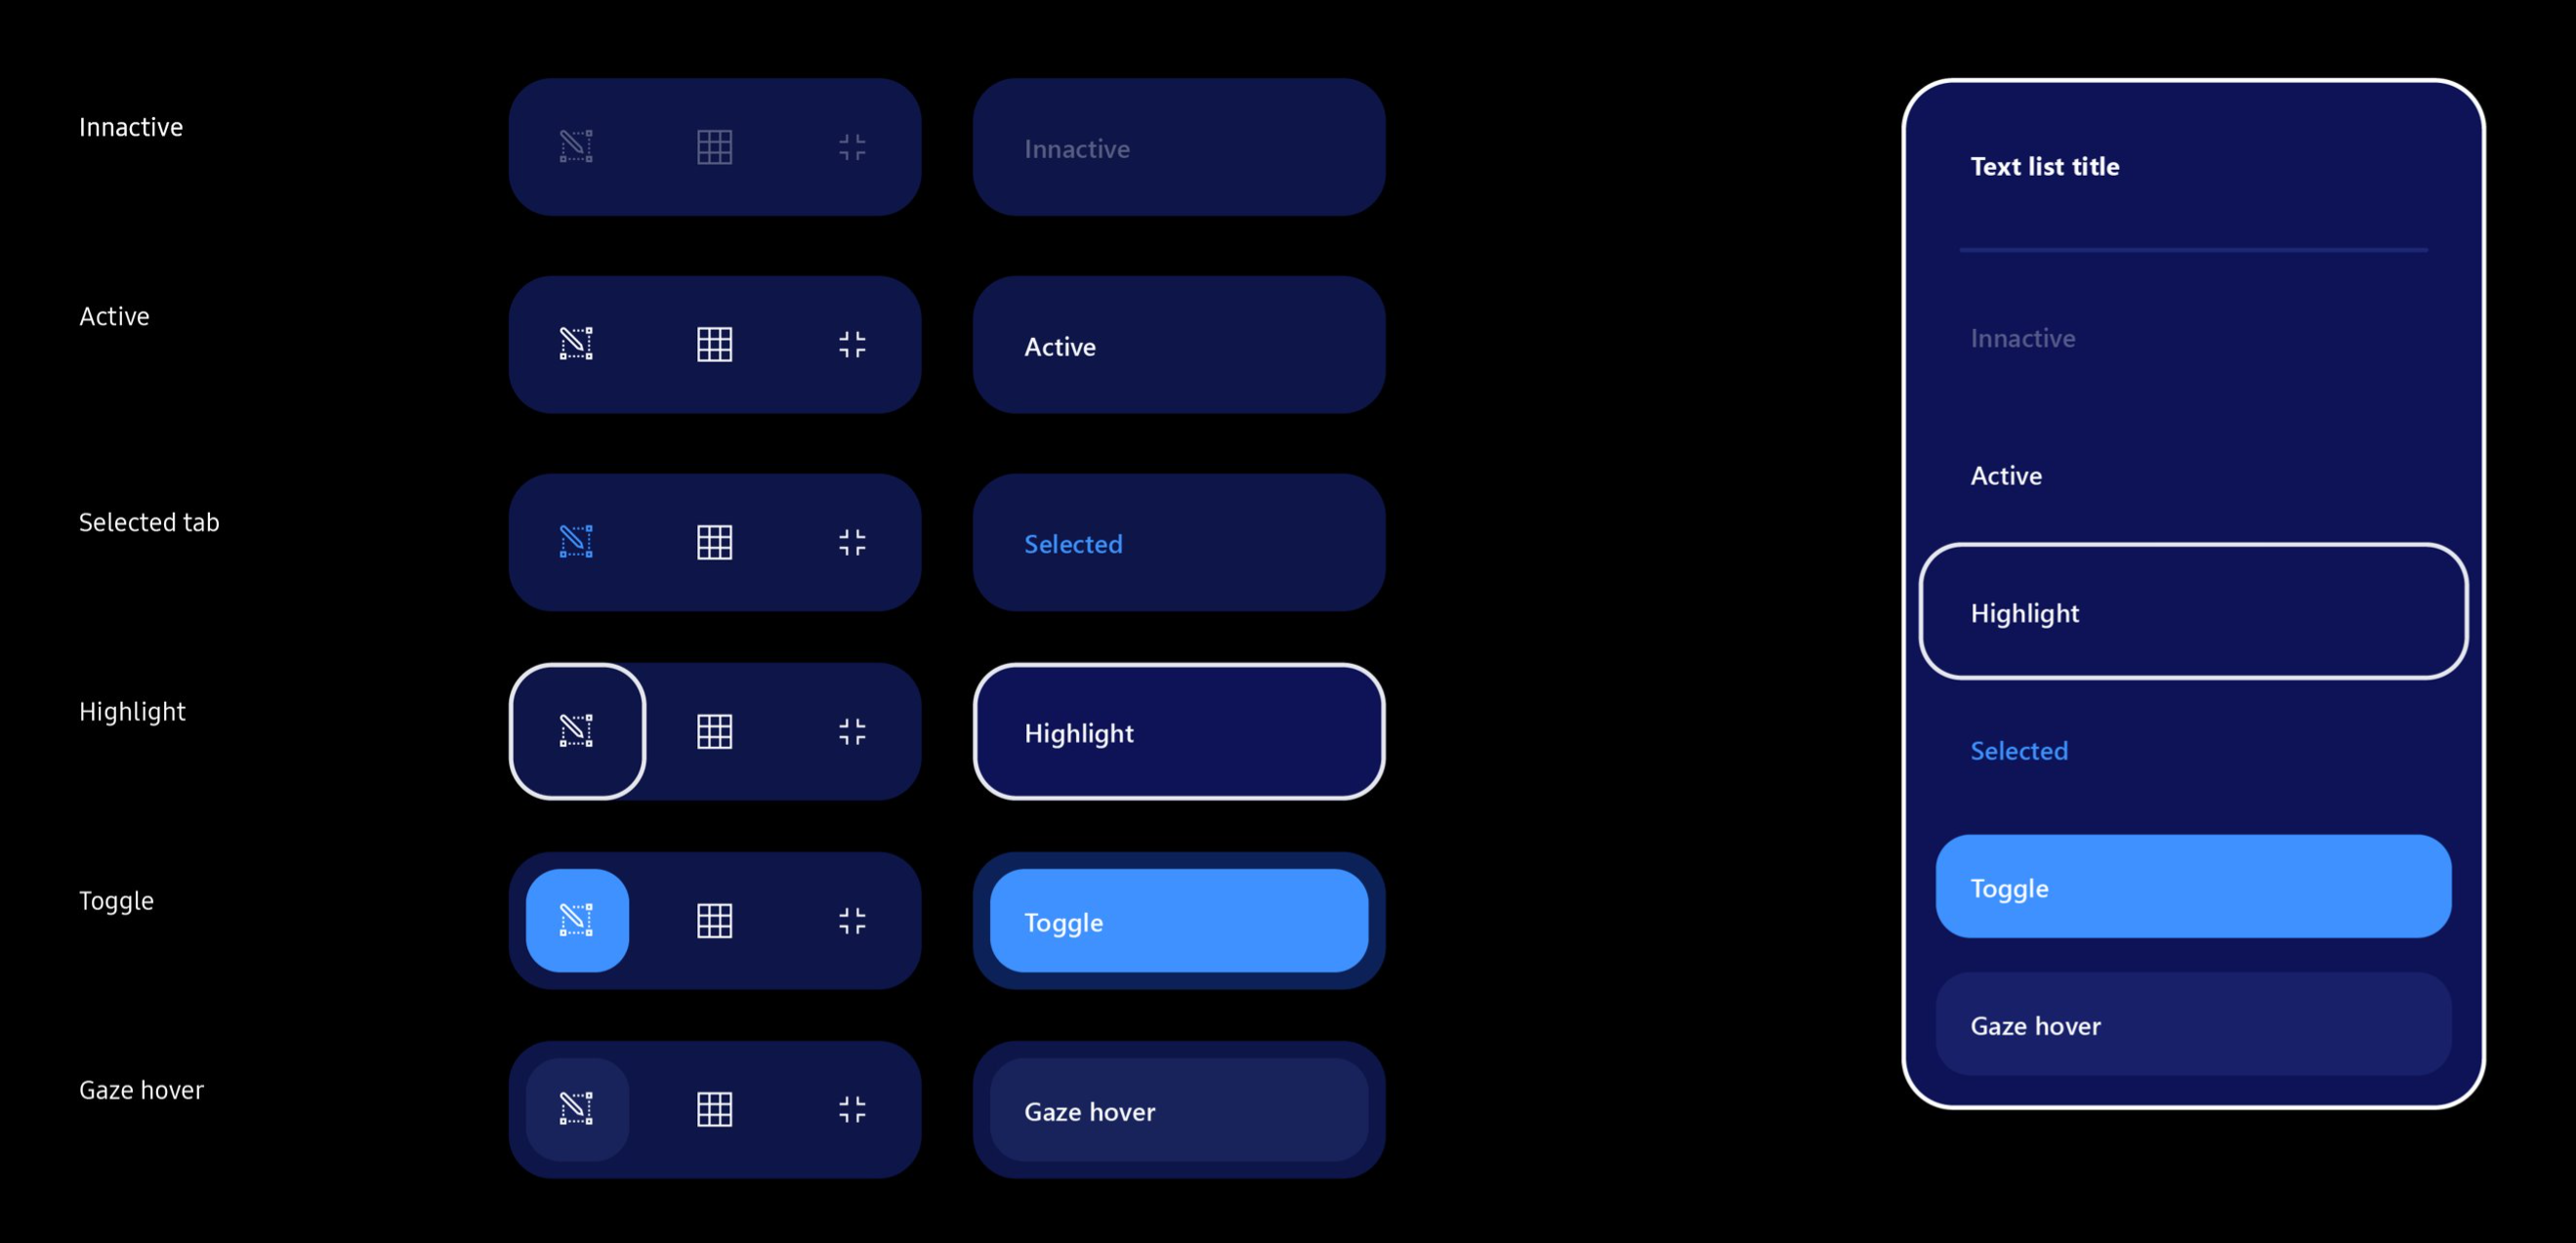 Innactive
Innactive
Active
Active
Selected tab
Selected
Highlight
Highlight
Toggle
Toggle
Gaze hover
Gaze hover
Text list title
Innactive
Active
Highlight
Selected
Toggle
Gaze hover